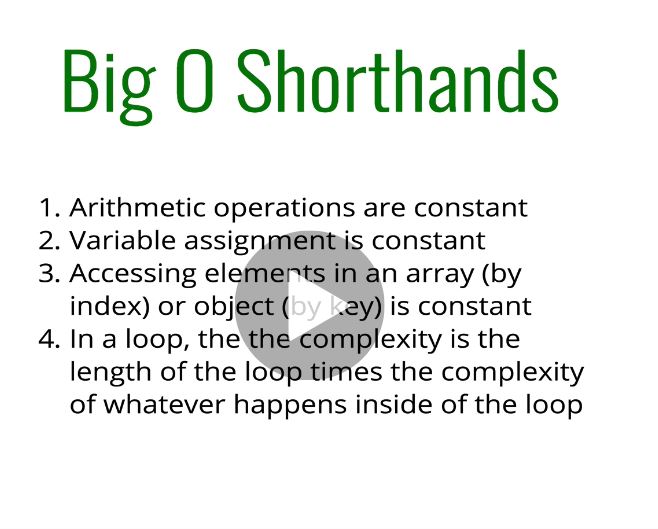 Big O Shorthands
1. Arithmetic operations are constant
2. Variable assignment is constant
3. Accessing elements in an array (by
index) or object (by key) is constant
4. In a loop, the the complexity is the
length of the loop times the complexity
of whatever happens inside of the loop